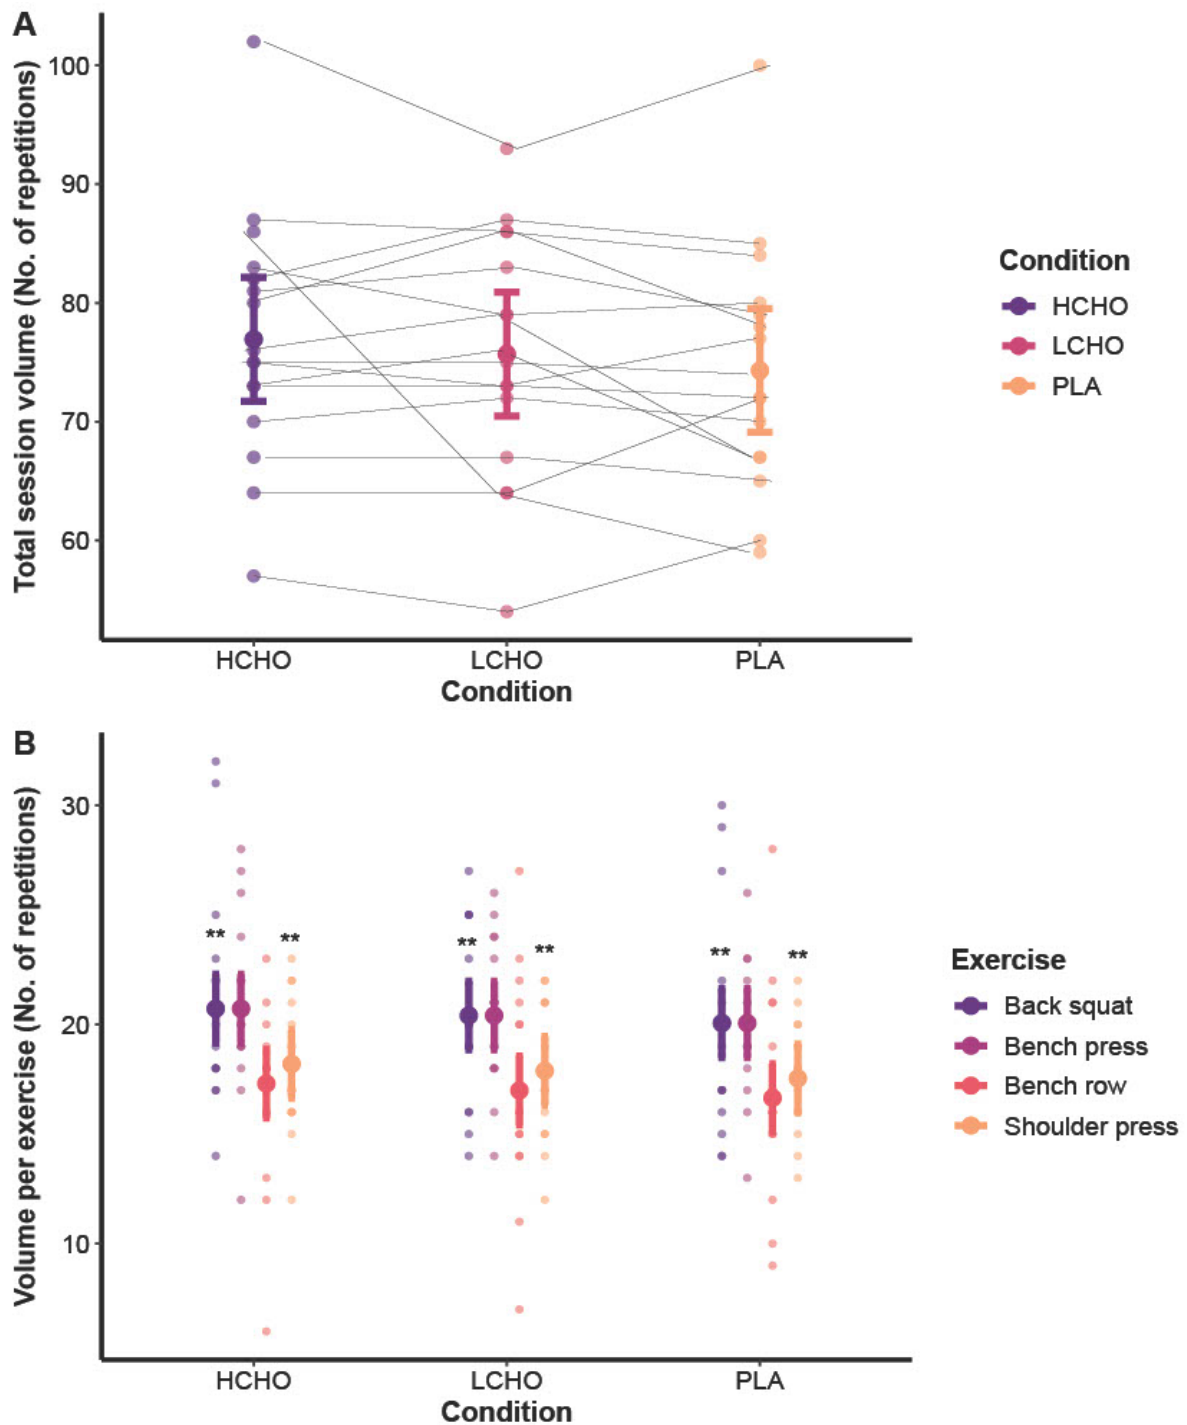 A
Total session volume (No. of repetitions)
100
90
80
70
60
HCHO LCHO PLA
Condition
Condition
HCHO
LCHO
PLA
B
Volume per exercise (No. of repetitions)
30
20
10
** ** ** ** ** **
HCHO LCHO PLA
Condition
Exercise
Back squat
Bench press
Bench row
Shoulder press